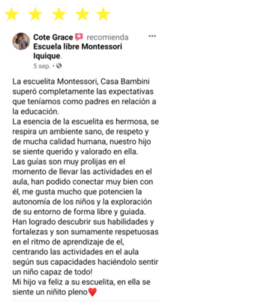 Cote Grace recomienda
Escuela libre Montessori
Iquique.
5 sep.
La escuelita Montessori, Casa Bambini
superó completamente las expectativas
que teníamos como padres en relación a
la educación.
La esencia de la escuelita es hermosa, se
respira un ambiente sano, de respeto y
de mucha calidad humana, nuestro hijo
se siente querido y valorado en ella.
Las guías son muy prolijas en el
momento de llevar las actividades en el
aula, han podido conectar muy bien con
él, me gusta mucho que potencien la
autonomía de los niños y la exploración
de su entorno de forma libre y guiada.
Han logrado descubrir sus habilidades y
fortalezas y son sumamente respetuosas
en el ritmo de aprendizaje de el,
centrando las actividades en el aula
según sus capacidades haciéndolo sentir
un niño capaz de todo!
Mi hijo va feliz a su escuelita, en ella se
siente un niñito pleno❤️